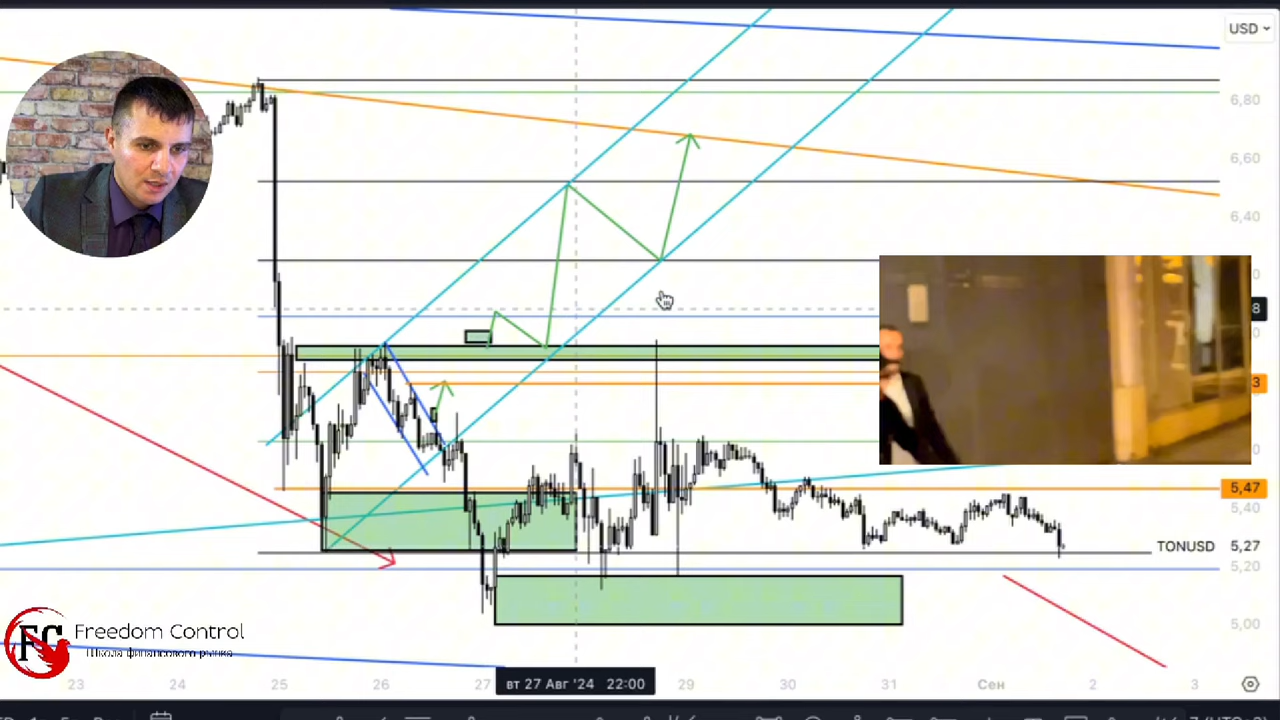 USD
6,80
6,60
6,40
8
3
5,47
5,40
TONUSD 5,27
5,20
5,00
FC Freedom Control
Школа финансового рынка
23 24 25 26 27 вт 27 Авг '24 22:00 29 30 31 Сен 2 3